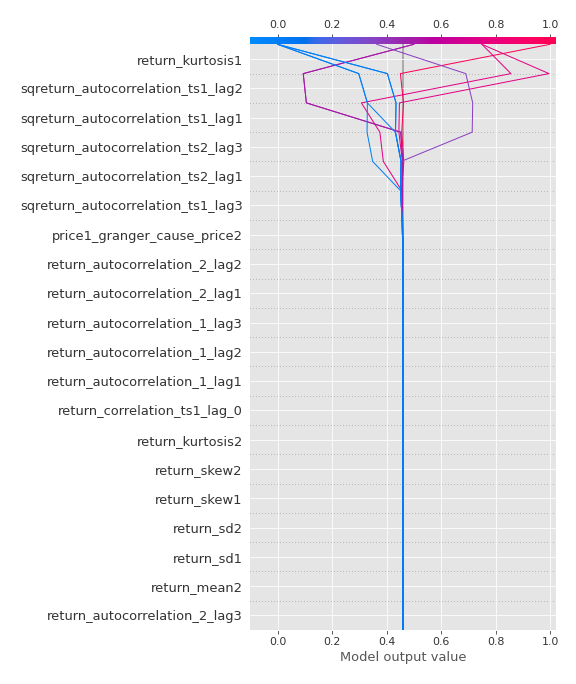 0.0 0.2 0.4 0.6 0.8 1.0
return_kurtosis1
sqreturn_autocorrelation_ts1_lag2
sqreturn_autocorrelation_ts1_lag1
sqreturn_autocorrelation_ts2_lag3
sqreturn_autocorrelation_ts2_lag1
sqreturn_autocorrelation_ts1_lag3
price1_granger_cause_price2
return_autocorrelation_2_lag2
return_autocorrelation_2_lag1
return_autocorrelation_1_lag3
return_autocorrelation_1_lag2
return_autocorrelation_1_lag1
return_correlation_ts1_lag_0
return_kurtosis2
return_skew2
return_skew1
return_sd2
return_sd1
return_mean2
return_autocorrelation_2_lag3
0.0 0.2 0.4 0.6 0.8 1.0
Model output value